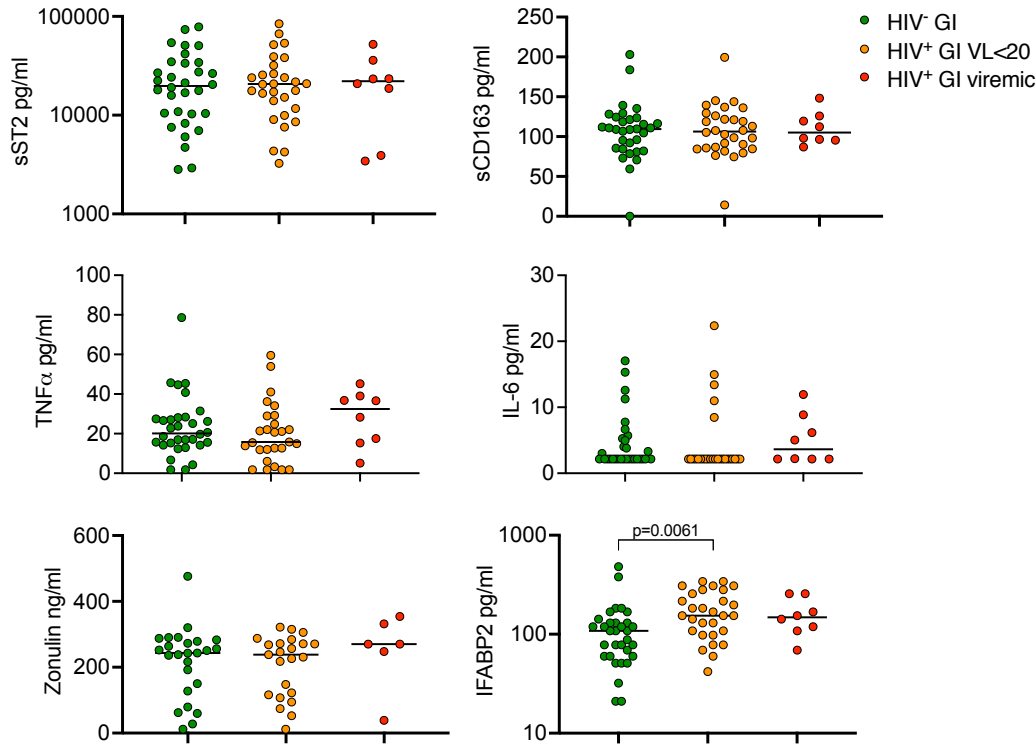 sST2 pg/ml
100000
10000
1000
sCD163 pg/ml
250
200
150
100
50
0
HIV⁻ GI
HIV⁺ GI VL<20
HIV⁺ GI viremic
TNFα pg/ml
100
80
60
40
20
0
IL-6 pg/ml
30
20
10
0
Zonulin ng/ml
600
400
200
0
IFABP2 pg/ml
1000
100
10
p=0.0061